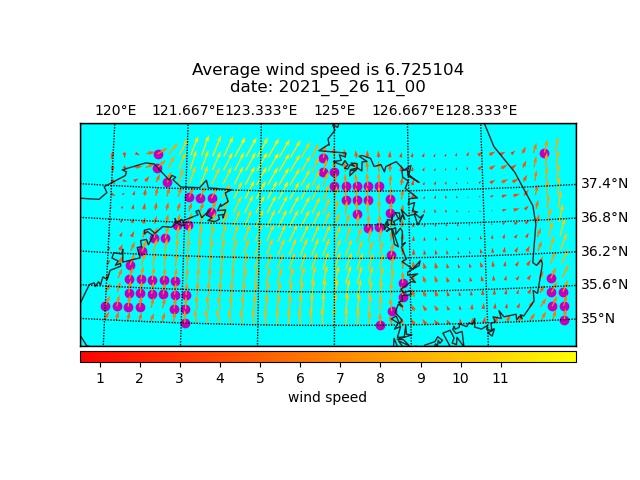 Average wind speed is 6.725104
date: 2021_5_26 11_00
120°E 121.667°E 123.333°E 125°E 126.667°E 128.333°E
37.4°N
36.8°N
36.2°N
35.6°N
35°N
1 2 3 4 5 6 7 8 9 10 11
wind speed